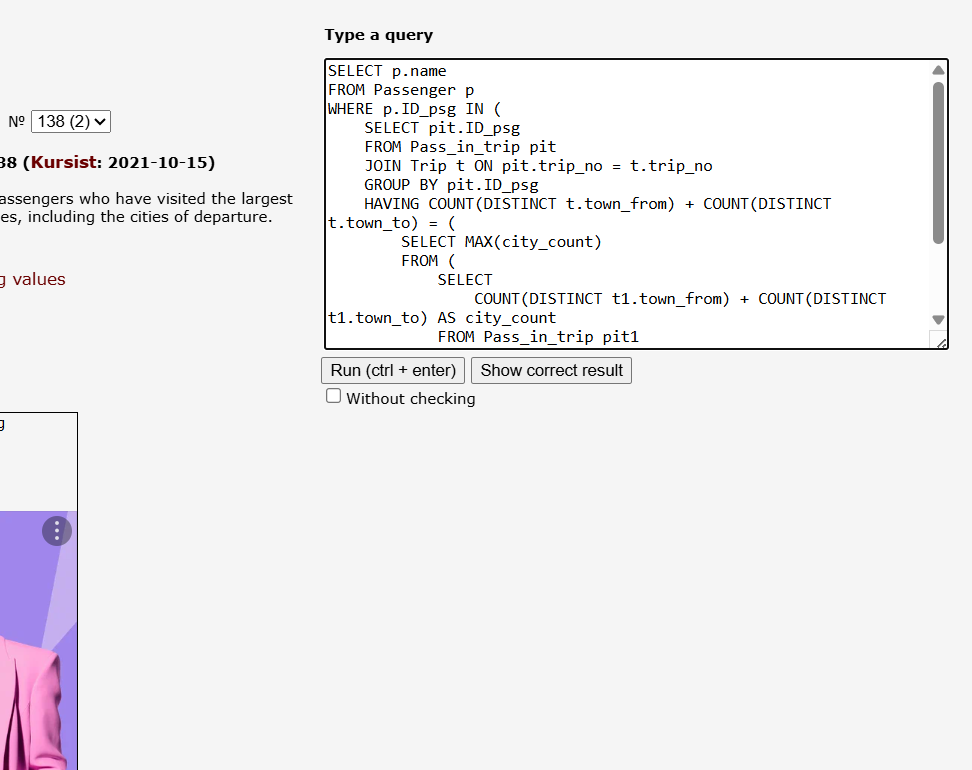 Type a query
SELECT p.name
FROM Passenger p
WHERE p.ID_psg IN (
SELECT pit.ID_psg
FROM Pass_in_trip pit
JOIN Trip t ON pit.trip_no = t.trip_no
GROUP BY pit.ID_psg
HAVING COUNT(DISTINCT t.town_from) + COUNT(DISTINCT
t.town_to) = (
SELECT MAX(city_count)
FROM (
SELECT
COUNT(DISTINCT t1.town_from) + COUNT(DISTINCT
t1.town_to) AS city_count
FROM Pass_in_trip pit1
Run (ctrl + enter) Show correct result
Without checking
№ 138 (2)
38 (Kursist: 2021-10-15)
assengers who have visited the largest
es, including the cities of departure.
g values
g